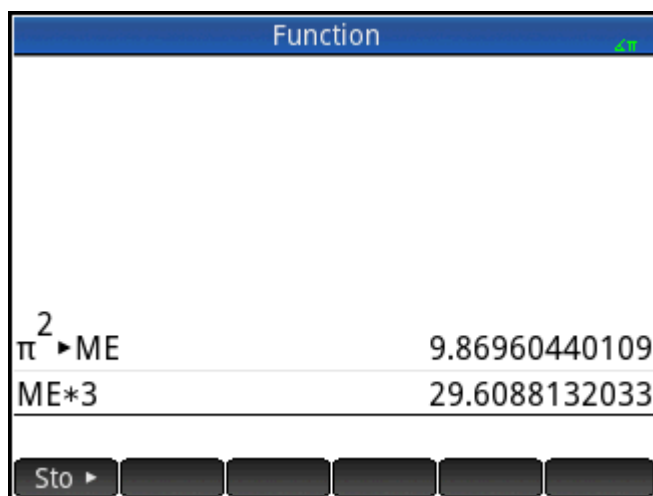 Function ∡π
π² ▶ME 9.86960440109
ME*3 29.6088132033
Sto ▶